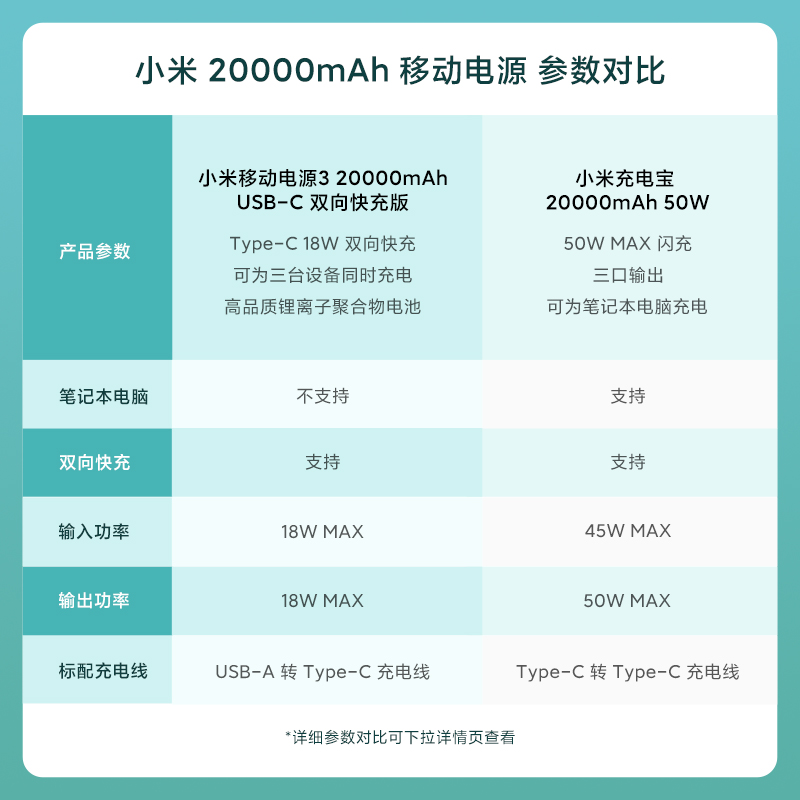 小米 20000mAh 移动电源 参数对比
产品参数
小米移动电源3 20000mAh
USB-C 双向快充版
Type-C 18W 双向快充
可为三台设备同时充电
高品质锂离子聚合物电池
小米充电宝
20000mAh 50W
50W MAX 闪充
三口输出
可为笔记本电脑充电
笔记本电脑 不支持 支持
双向快充 支持 支持
输入功率 18W MAX 45W MAX
输出功率 18W MAX 50W MAX
标配充电线 USB-A 转 Type-C 充电线 Type-C 转 Type-C 充电线
*详细参数对比可下拉详情页查看